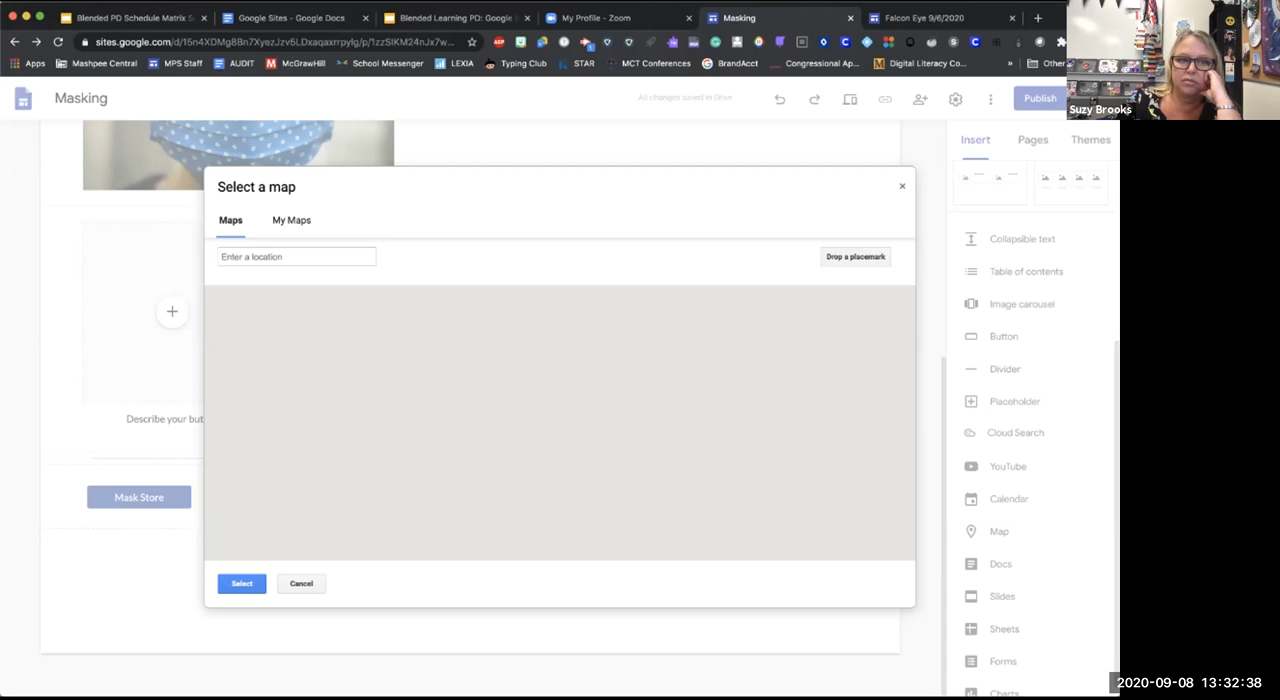 Blended PD Schedule Matrix S
Google Sites - Google Docs
Blended Learning PD: Google S
My Profile - Zoom
Masking
Falcon Eye 9/6/2020
Apps
Mashpee Central
MPS Staff
AUDIT
McGrawHill
School Messenger
LEXIA
Typing Club
STAR
MCT Conferences
BrandAcct
Congressional Ap...
Digital Literacy Co...
»
Other
Suzy Brooks
Masking
All changes saved in Drive
Publish
Insert
Pages
Themes
Select a map
Maps
My Maps
Enter a location
Drop a placemark
Collapsible text
Table of contents
Image carousel
Button
Divider
Placeholder
Cloud Search
YouTube
Calendar
Map
Docs
Slides
Sheets
Forms
Charts
Describe your but
Mask Store
Select
Cancel
2020-09-08 13:32:38